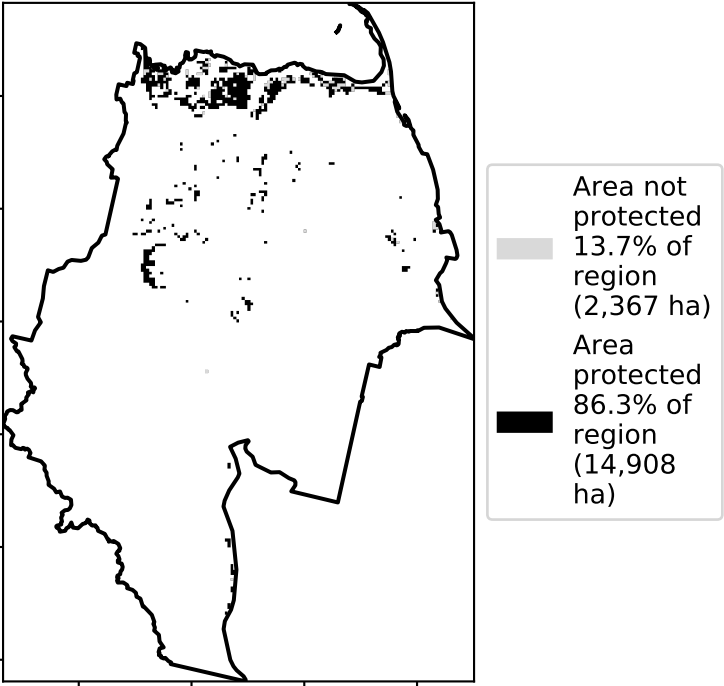 Area not
protected
13.7% of
region
(2,367 ha)
Area
protected
86.3% of
region
(14,908
ha)